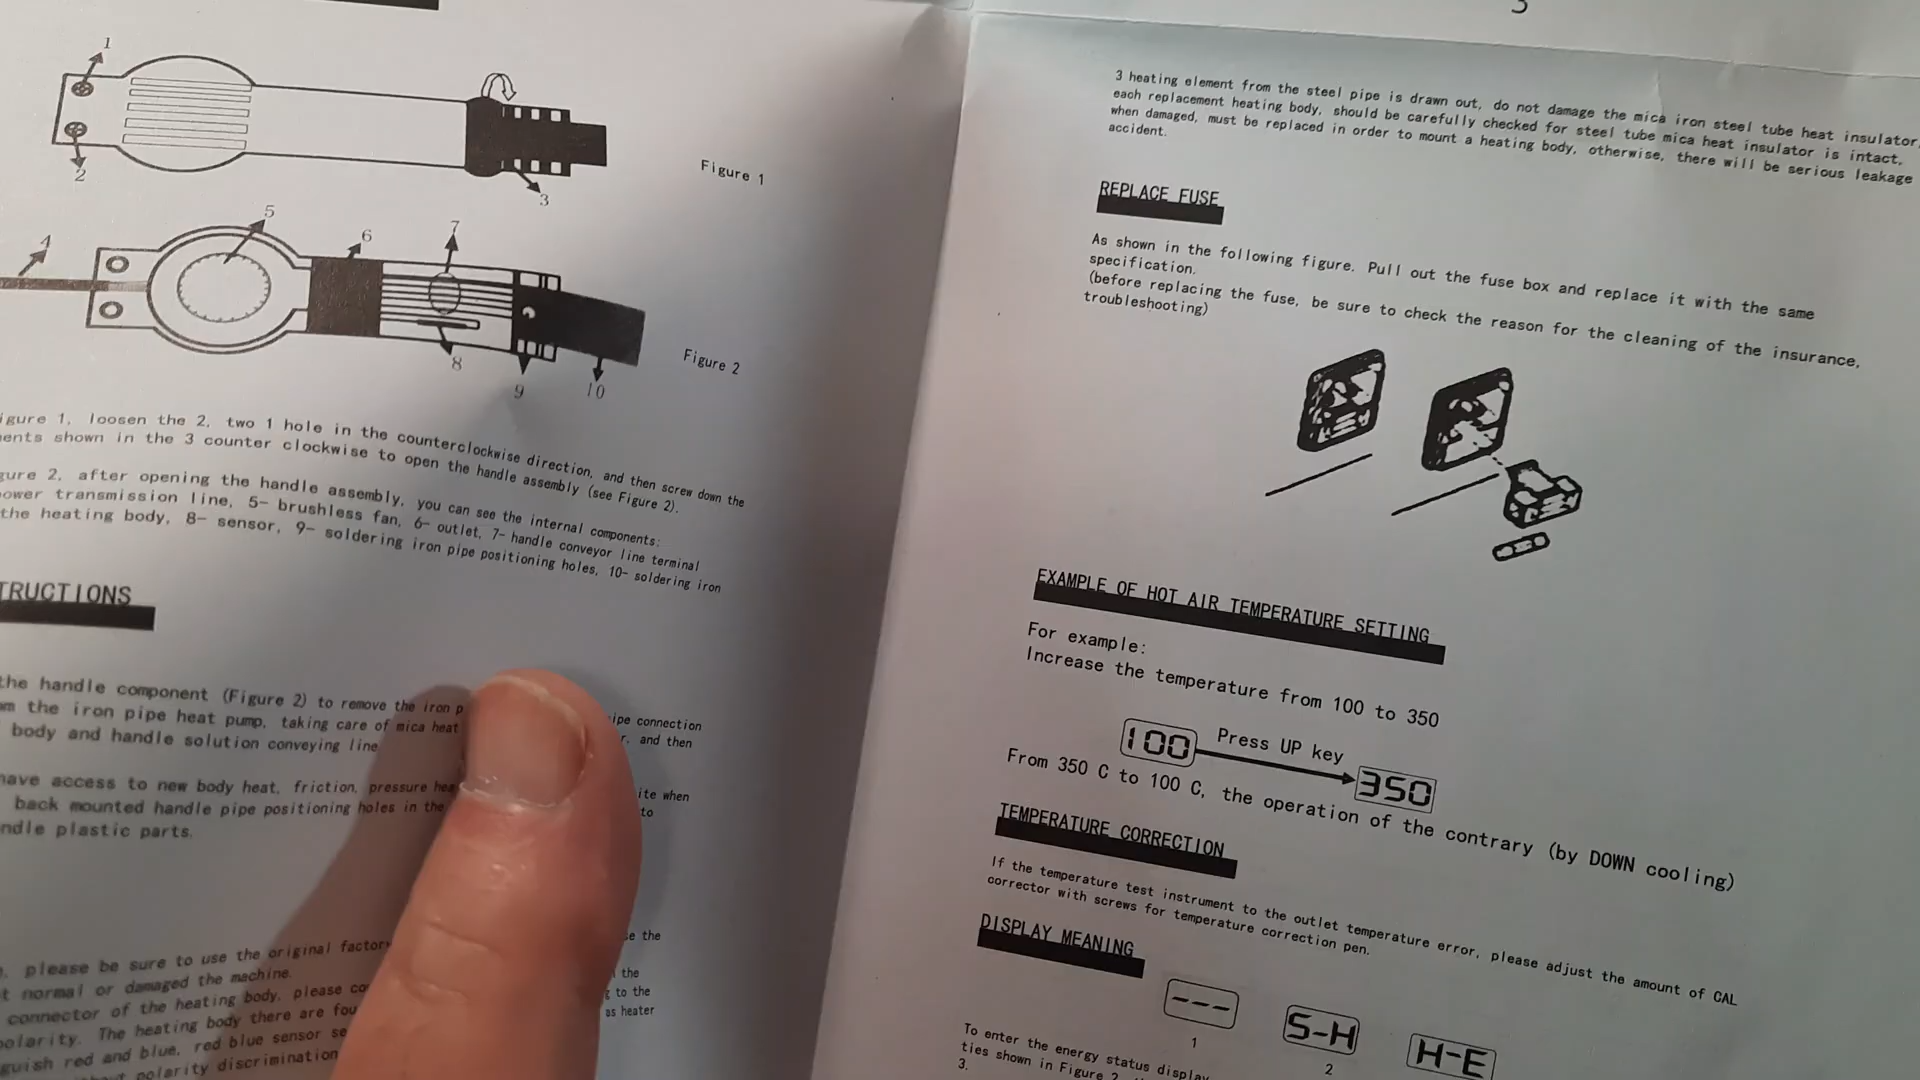 1
2
3
Figure 1
4
5
6
7
8
9
10
Figure 2
igure 1, loosen the 2, two 1 hole in the counterclockwise direction, and then screw down the
ents shown in the 3 counter clockwise to open the handle assembly (see Figure 2).
gure 2, after opening the handle assembly, you can see the internal components:
ower transmission line, 5- brushless fan, 6- outlet, 7- handle conveyor line terminal
the heating body, 8- sensor, 9- soldering iron pipe positioning holes, 10- soldering iron
TRUCTIONS
the handle component (Figure 2) to remove the iron p ipe connection
om the iron pipe heat pump, taking care of mica heat r, and then
body and handle solution conveying line
have access to new body heat, friction, pressure hea ite when
back mounted handle pipe positioning holes in the to
ndle plastic parts.
se the
, please be sure to use the original factor the
t normal or damaged the machine. to the
connector of the heating body, please co as heater
olarity. The heating body there are fou
guish red and blue, red blue sensor se
polarity discrimination
3 heating element from the steel pipe is drawn out, do not damage the mica iron steel tube heat insulator,
each replacement heating body, should be carefully checked for steel tube mica heat insulator is intact,
when damaged, must be replaced in order to mount a heating body, otherwise, there will be serious leakage
accident.
REPLACE FUSE
As shown in the following figure. Pull out the fuse box and replace it with the same
specification.
(before replacing the fuse, be sure to check the reason for the cleaning of the insurance,
troubleshooting)
EXAMPLE OF HOT AIR TEMPERATURE SETTING
For example:
Increase the temperature from 100 to 350
100 Press UP key 350
From 350 C to 100 C, the operation of the contrary (by DOWN cooling)
TEMPERATURE CORRECTION
If the temperature test instrument to the outlet temperature error, please adjust the amount of CAL
corrector with screws for temperature correction pen.
DISPLAY MEANING
---
S-H
H-E
1
2
To enter the energy status display
ties shown in Figure 2
3.